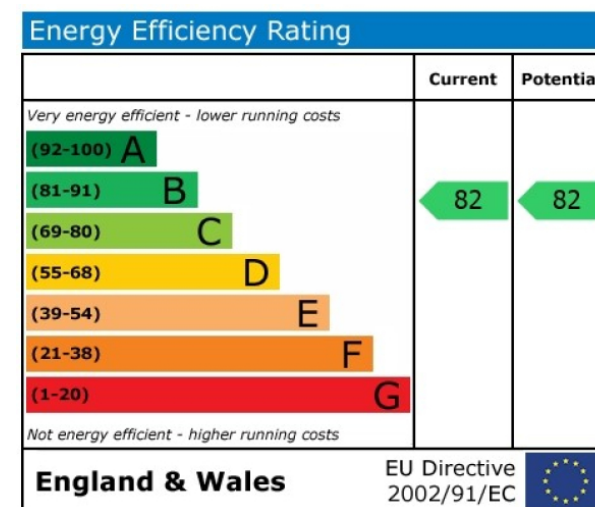 Energy Efficiency Rating
Current Potentia
Very energy efficient - lower running costs
(92-100) A
(81-91) B 82 82
(69-80) C
(55-68) D
(39-54) E
(21-38) F
(1-20) G
Not energy efficient - higher running costs
England & Wales
EU Directive
2002/91/EC